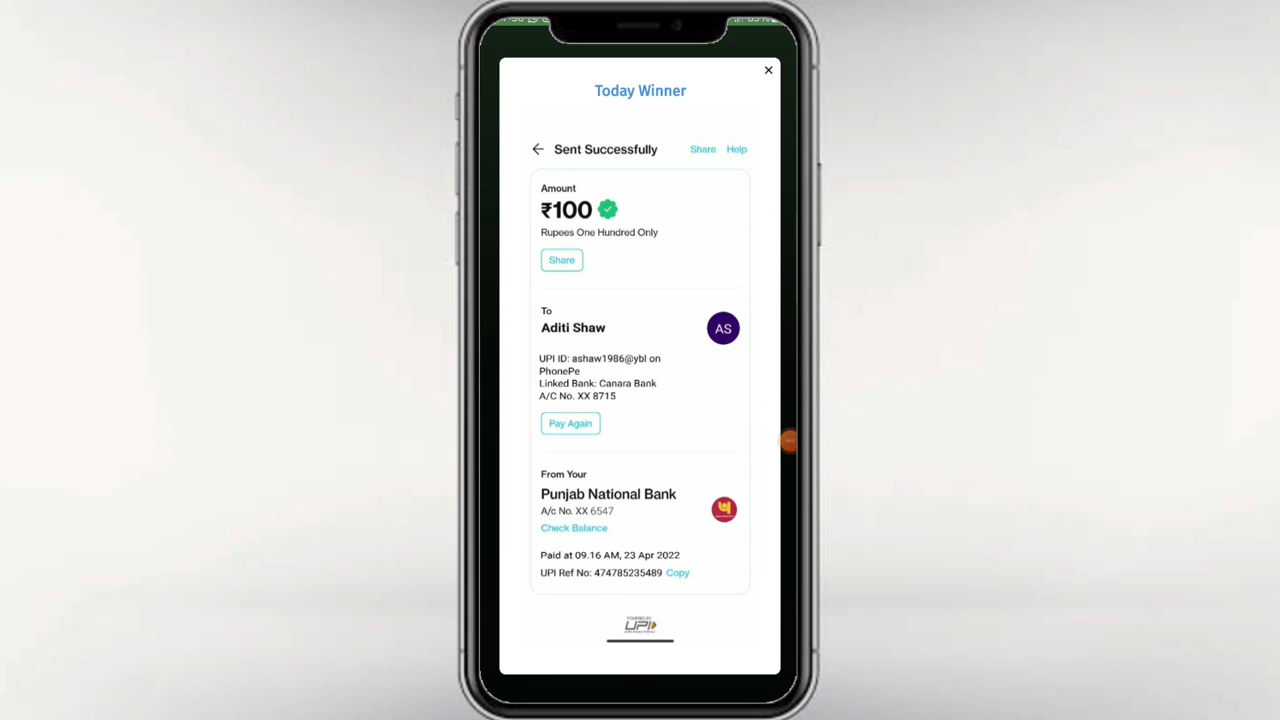 Today Winner
Sent Successfully
Share Help
Amount
₹100
Rupees One Hundred Only
Share
To
Aditi Shaw
AS
UPI ID: ashaw1986@ybl on
PhonePe
Linked Bank: Canara Bank
A/C No. XX 8715
Pay Again
From Your
Punjab National Bank
A/c No. XX 6547
Check Balance
Paid at 09.16 AM, 23 Apr 2022
UPI Ref No: 474785235489 Copy
POWERED BY
UPI